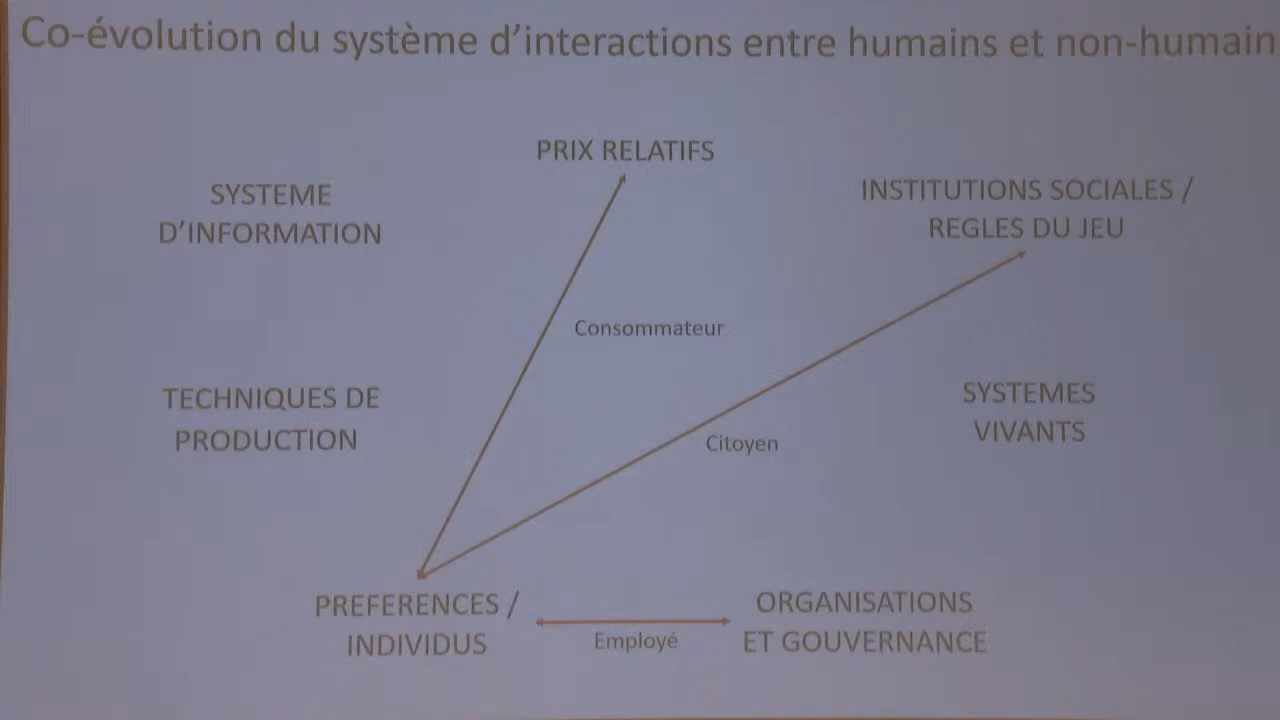 Co-évolution du système d'interactions entre humains et non-humain
PRIX RELATIFS
SYSTEME
D'INFORMATION
INSTITUTIONS SOCIALES /
REGLES DU JEU
Consommateur
TECHNIQUES DE
PRODUCTION
SYSTEMES
VIVANTS
Citoyen
PREFERENCES /
INDIVIDUS
Employé
ORGANISATIONS
ET GOUVERNANCE